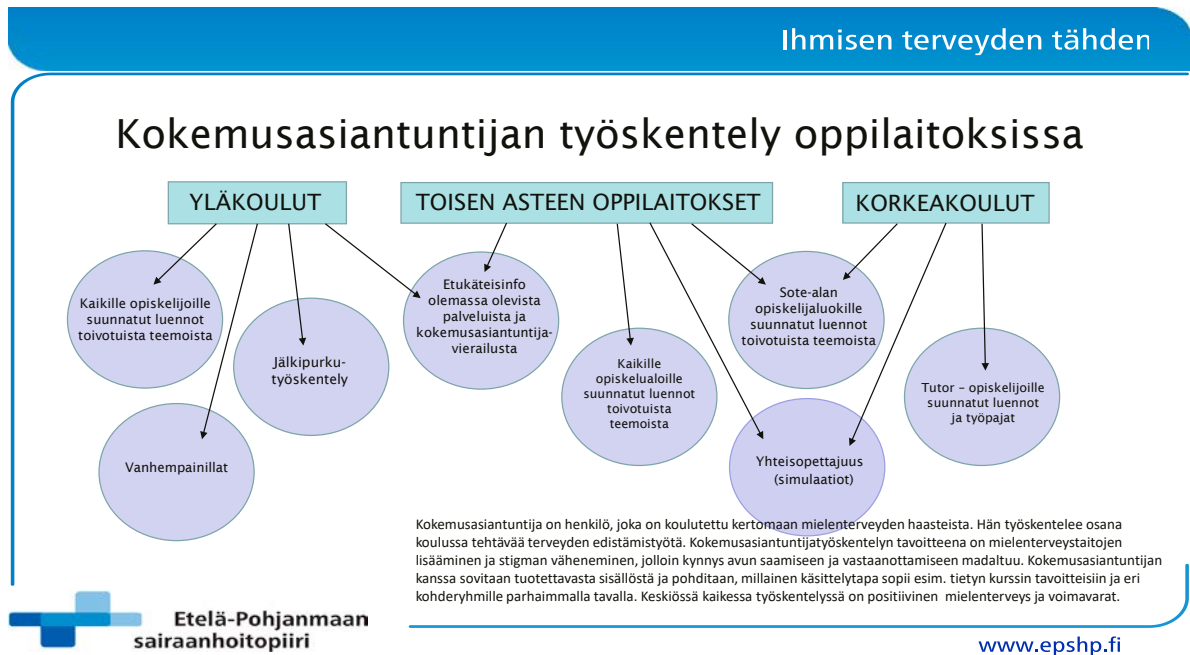 Ihmisen terveyden tähden
Kokemusasiantuntijan työskentely oppilaitoksissa
YLÄKOULUT
TOISEN ASTEEN OPPILAITOKSET
KORKEAKOULUT
Kaikille opiskelijoille
suunnatut luennot
toivotuista teemoista
Vanhempainillat
Jälkipurku-
työskentely
Etukäteisinfo
olemassa olevista
palveluista ja
kokemusasiantuntija-
vierailusta
Kaikille
opiskelualoille
suunnatut luennot
toivotuista
teemoista
Sote-alan
opiskelijaluokille
suunnatut luennot
toivotuista teemoista
Yhteisopettajuus
(simulaatiot)
Tutor – opiskelijoille
suunnatut luennot
ja työpajat
Kokemusasiantuntija on henkilö, joka on koulutettu kertomaan mielenterveyden haasteista. Hän työskentelee osana
koulussa tehtävää terveyden edistämistyötä. Kokemusasiantuntijatyöskentelyn tavoitteena on mielenterveystaitojen
lisääminen ja stigman väheneminen, jolloin kynnys avun saamiseen ja vastaanottamiseen madaltuu. Kokemusasiantuntijan
kanssa sovitaan tuotettavasta sisällöstä ja pohditaan, millainen käsittelytapa sopii esim. tietyn kurssin tavoitteisiin ja eri
kohderyhmille parhaimmalla tavalla. Keskiössä kaikessa työskentelyssä on positiivinen mielenterveys ja voimavarat.
Etelä-Pohjanmaan
sairaanhoitopiiri
www.epshp.fi